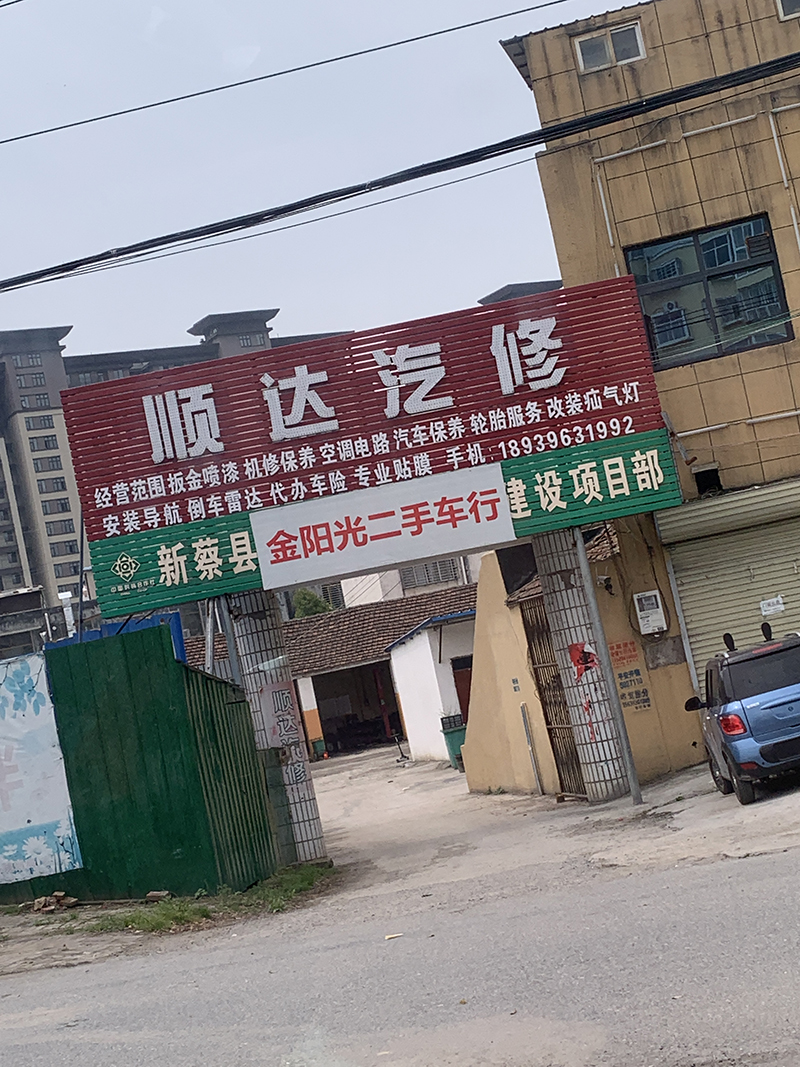 顺达汽修
经营范围 扳金喷漆 机修保养 空调电路 汽车保养 轮胎服务 改装疝气灯
安装导航 倒车雷达 代办车险 专业贴膜 手机:18939631992
新蔡县
金阳光二手车行
建设项目部
顺达汽修